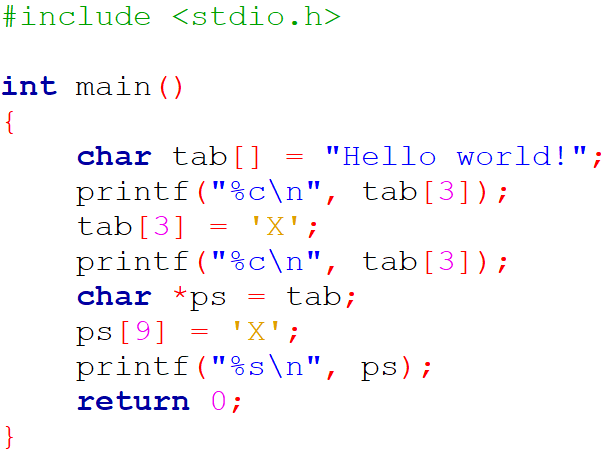 #include <stdio.h>

int main()
{
    char tab[] = "Hello world!";
    printf("%c\n", tab[3]);
    tab[3] = 'X';
    printf("%c\n", tab[3]);
    char *ps = tab;
    ps[9] = 'X';
    printf("%s\n", ps);
    return 0;
}